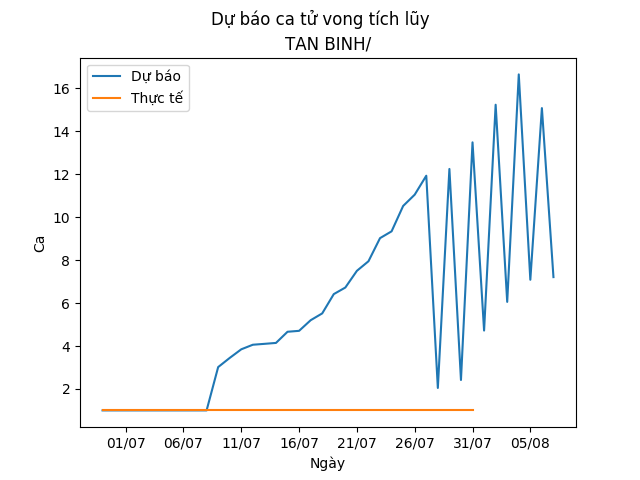 Dự báo ca tử vong tích lũy
TAN BINH/
Dự báo
Thực tế
16
14
12
10
8
6
4
2
Ca
01/07 06/07 11/07 16/07 21/07 26/07 31/07 05/08
Ngày